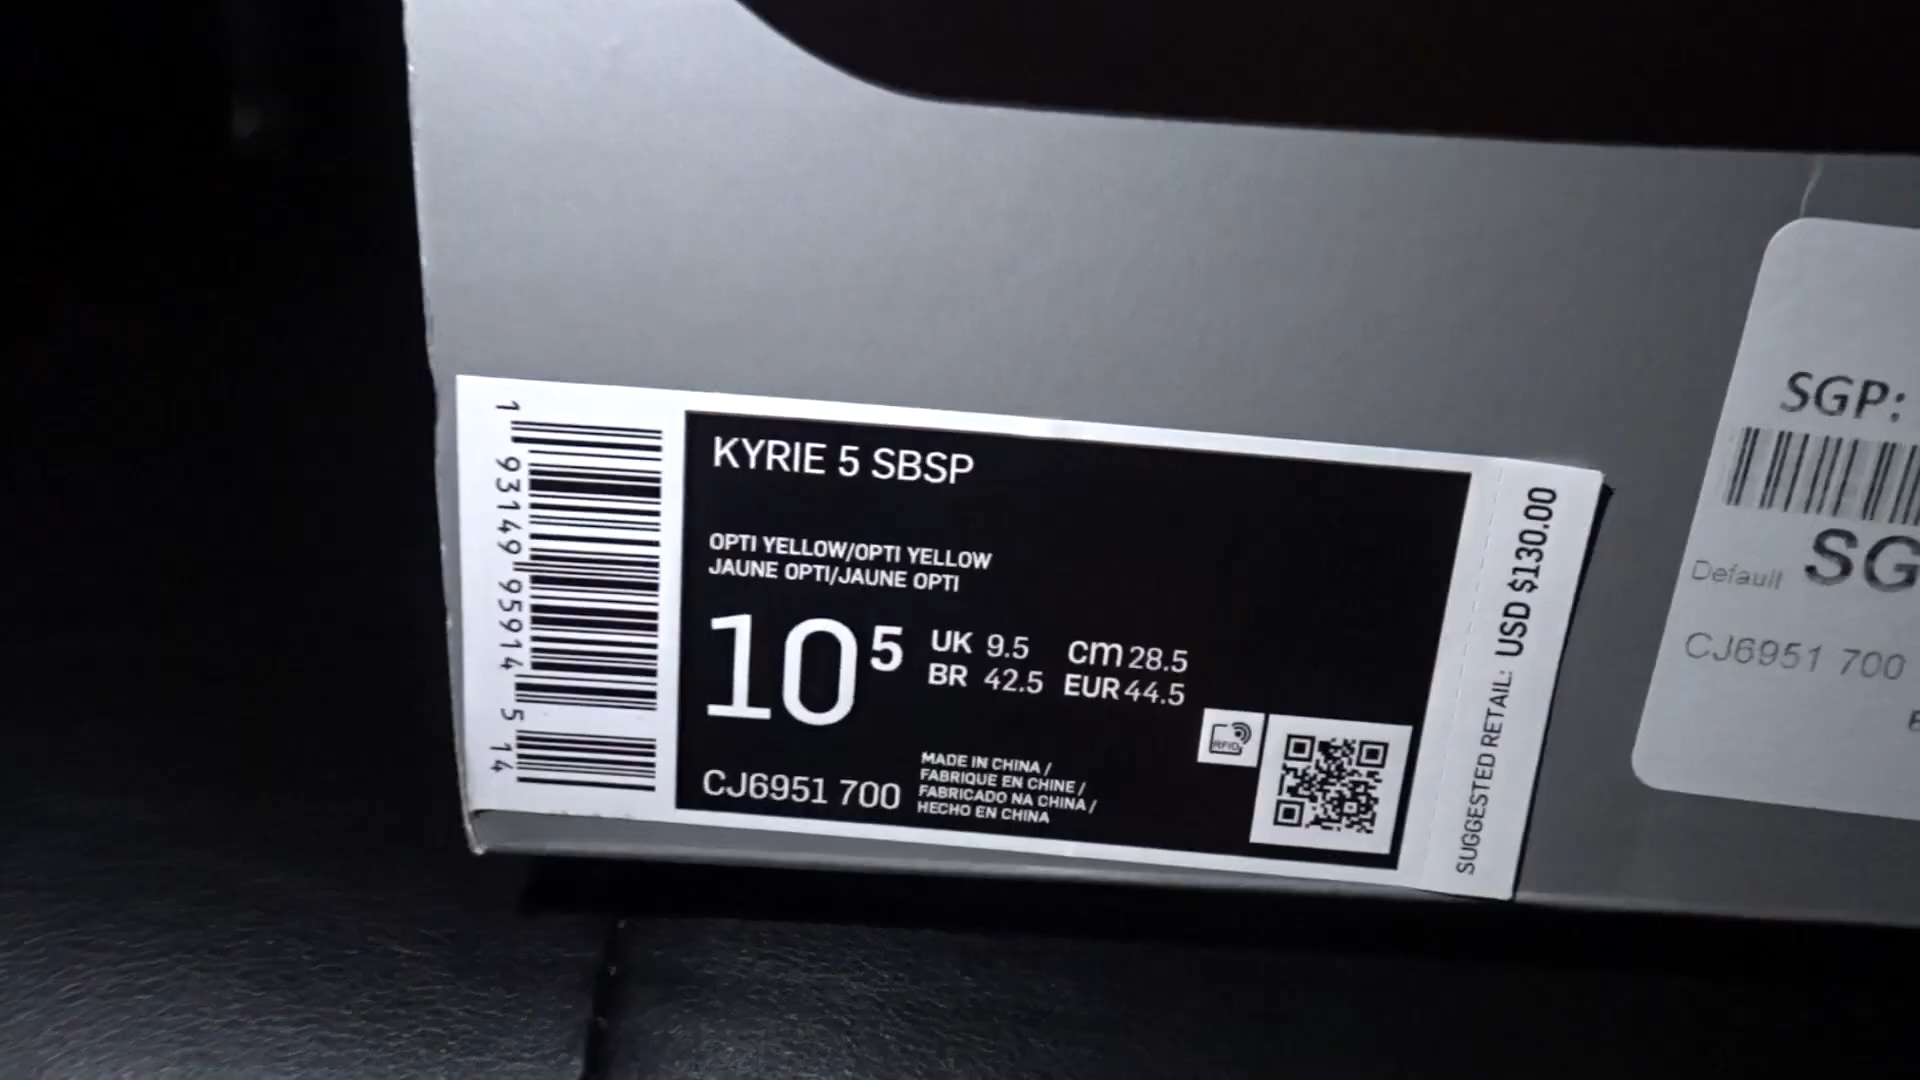 KYRIE 5 SBSP
OPTI YELLOW/OPTI YELLOW
JAUNE OPTI/JAUNE OPTI
10 5
UK 9.5 cm 28.5
BR 42.5 EUR 44.5
CJ6951 700
MADE IN CHINA /
FABRIQUE EN CHINE /
FABRICADO NA CHINA /
HECHO EN CHINA
RFID
1 93149 95914 5 14
SUGGESTED RETAIL: USD $130.00
SGP:
SG
Default
CJ6951 700